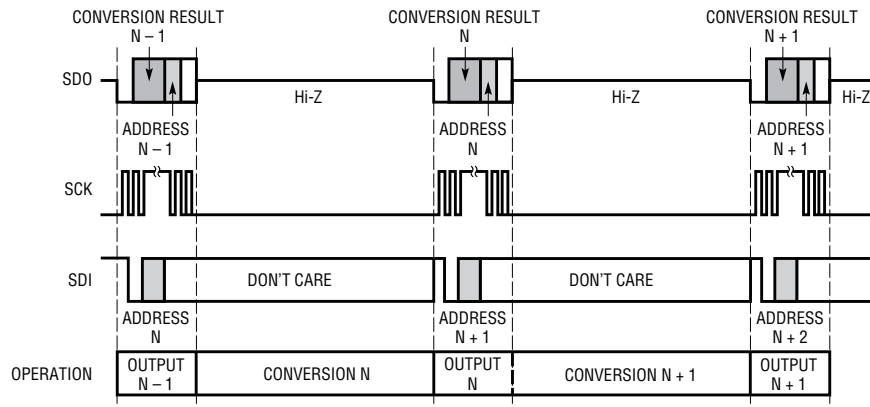 CONVERSION RESULT
N – 1
CONVERSION RESULT
N
CONVERSION RESULT
N + 1
SDO
Hi-Z
Hi-Z
Hi-Z
ADDRESS
N – 1
ADDRESS
N
ADDRESS
N + 1
SCK
SDI
DON'T CARE
DON'T CARE
ADDRESS
N
ADDRESS
N + 1
ADDRESS
N + 2
OPERATION
OUTPUT
N – 1
CONVERSION N
OUTPUT
N
CONVERSION N + 1
OUTPUT
N + 1